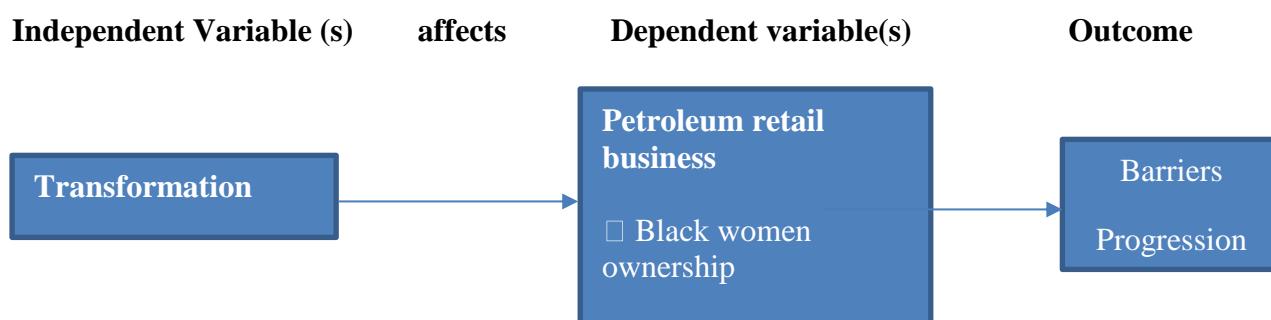 Independent Variable (s) affects Dependent variable(s) Outcome
Transformation
Petroleum retail
business
□ Black women
ownership
Barriers
Progression